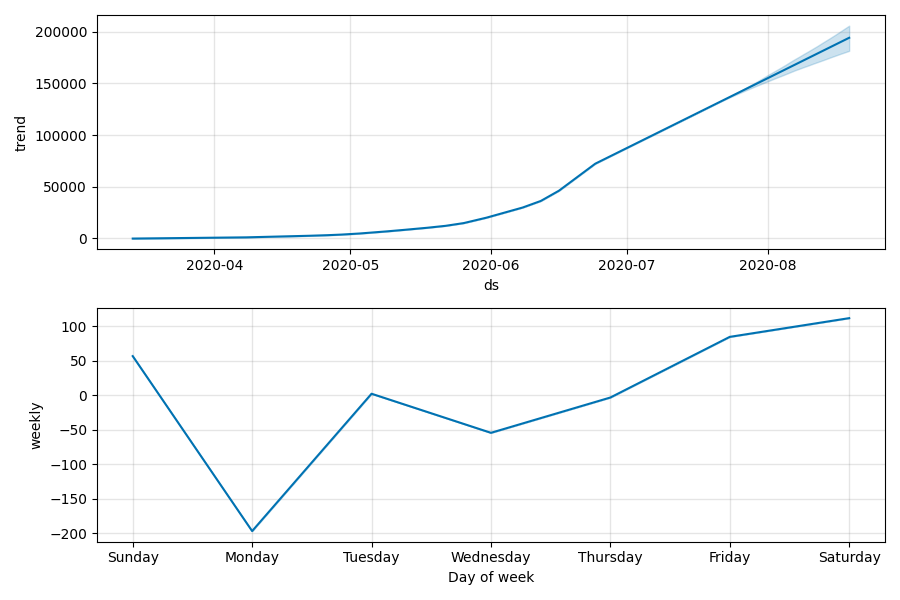 200000
150000
100000
50000
0
trend
2020-04 2020-05 2020-06 2020-07 2020-08
ds
100
50
0
−50
−100
−150
−200
weekly
Sunday Monday Tuesday Wednesday Thursday Friday Saturday
Day of week